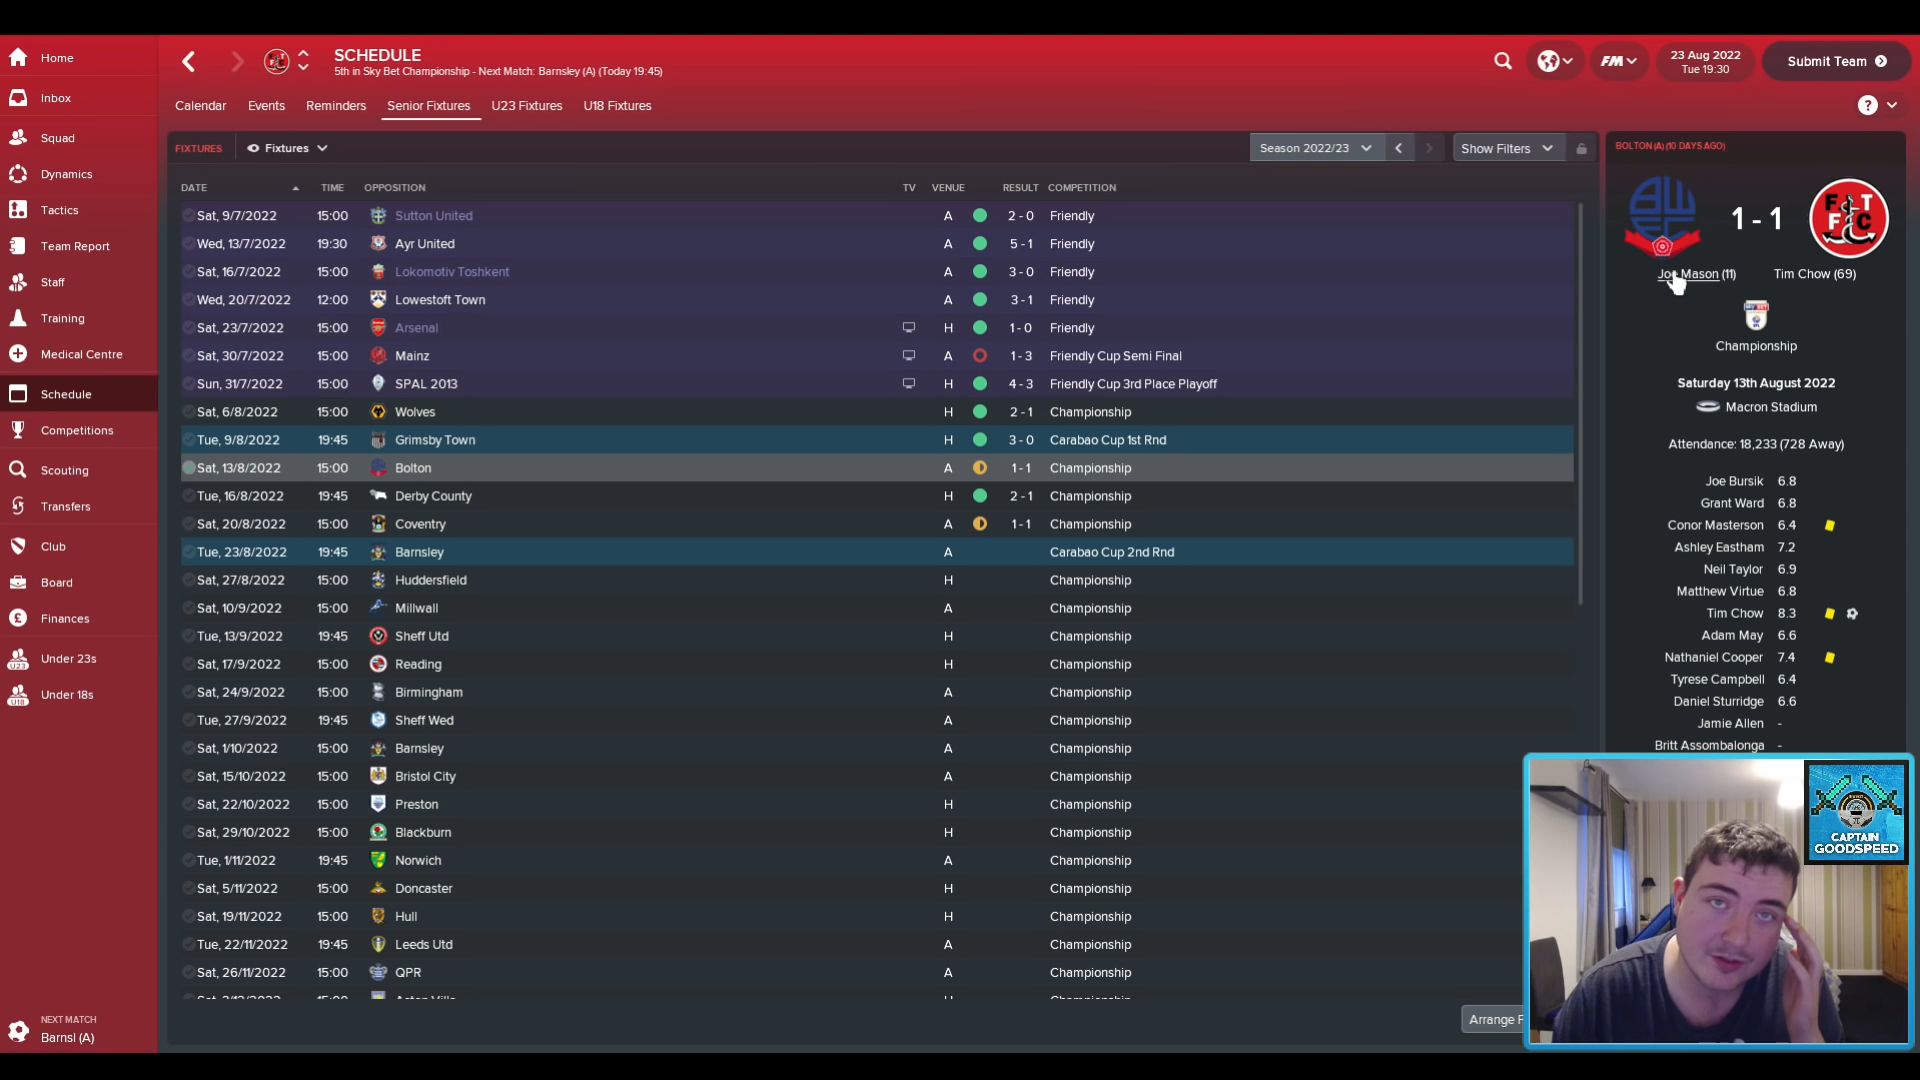 Home
Inbox
Squad
Dynamics
Tactics
Team Report
Staff
Training
Medical Centre
Schedule
Competitions
Scouting
Transfers
Club
Board
Finances
Under 23s
Under 18s
NEXT MATCH
Barnsl (A)
SCHEDULE
5th in Sky Bet Championship - Next Match: Barnsley (A) (Today 19:45)
FM
23 Aug 2022
Tue 19:30
Submit Team
Calendar Events Reminders Senior Fixtures U23 Fixtures U18 Fixtures
?
FIXTURES Fixtures Season 2022/23 Show Filters
DATE TIME OPPOSITION TV VENUE RESULT COMPETITION
Sat, 9/7/2022 15:00 Sutton United A 2 - 0 Friendly
Wed, 13/7/2022 19:30 Ayr United A 5 - 1 Friendly
Sat, 16/7/2022 15:00 Lokomotiv Toshkent A 3 - 0 Friendly
Wed, 20/7/2022 12:00 Lowestoft Town A 3 - 1 Friendly
Sat, 23/7/2022 15:00 Arsenal H 1 - 0 Friendly
Sat, 30/7/2022 15:00 Mainz A 1 - 3 Friendly Cup Semi Final
Sun, 31/7/2022 15:00 SPAL 2013 H 4 - 3 Friendly Cup 3rd Place Playoff
Sat, 6/8/2022 15:00 Wolves H 2 - 1 Championship
Tue, 9/8/2022 19:45 Grimsby Town H 3 - 0 Carabao Cup 1st Rnd
Sat, 13/8/2022 15:00 Bolton A 1 - 1 Championship
Tue, 16/8/2022 19:45 Derby County H 2 - 1 Championship
Sat, 20/8/2022 15:00 Coventry A 1 - 1 Championship
Tue, 23/8/2022 19:45 Barnsley A Carabao Cup 2nd Rnd
Sat, 27/8/2022 15:00 Huddersfield H Championship
Sat, 10/9/2022 15:00 Millwall A Championship
Tue, 13/9/2022 19:45 Sheff Utd H Championship
Sat, 17/9/2022 15:00 Reading H Championship
Sat, 24/9/2022 15:00 Birmingham A Championship
Tue, 27/9/2022 19:45 Sheff Wed A Championship
Sat, 1/10/2022 15:00 Barnsley A Championship
Sat, 15/10/2022 15:00 Bristol City A Championship
Sat, 22/10/2022 15:00 Preston H Championship
Sat, 29/10/2022 15:00 Blackburn H Championship
Tue, 1/11/2022 19:45 Norwich A Championship
Sat, 5/11/2022 15:00 Doncaster H Championship
Sat, 19/11/2022 15:00 Hull H Championship
Tue, 22/11/2022 19:45 Leeds Utd A Championship
Sat, 26/11/2022 15:00 QPR A Championship
Arrange F
BOLTON (A) (10 DAYS AGO)
1 - 1
Joe Mason (11) Tim Chow (69)
Championship
Saturday 13th August 2022
Macron Stadium
Attendance: 18,233 (728 Away)
Joe Bursik 6.8
Grant Ward 6.8
Conor Masterson 6.4
Ashley Eastham 7.2
Neil Taylor 6.9
Matthew Virtue 6.8
Tim Chow 8.3
Adam May 6.6
Nathaniel Cooper 7.4
Tyrese Campbell 6.4
Daniel Sturridge 6.6
Jamie Allen -
Britt Assombalonga -
CAPTAIN
GOODSPEED